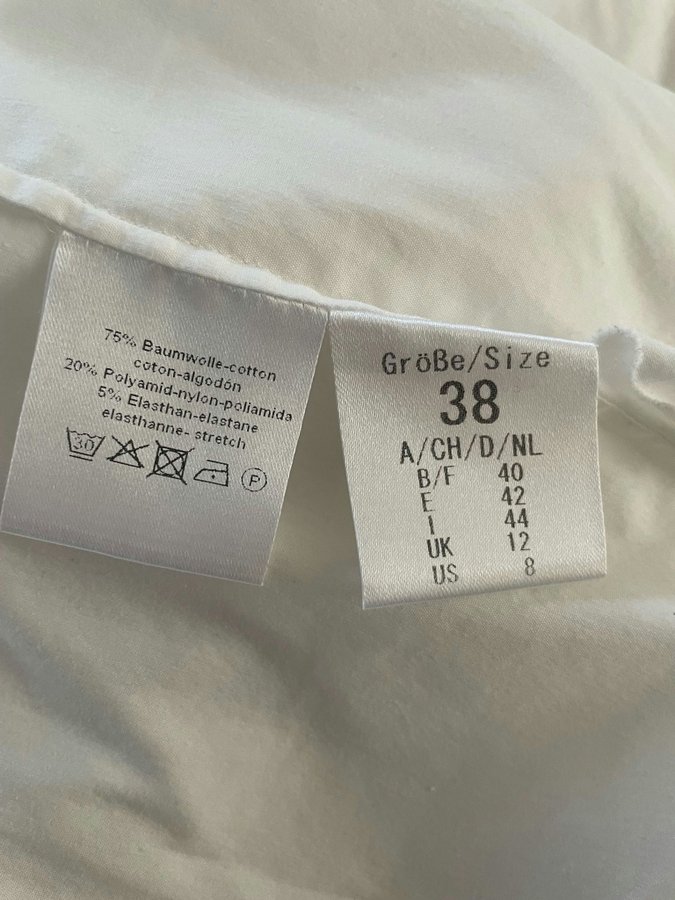 75% Baumwolle-cotton
coton-algodón
20% Polyamid-nylon-poliamida
5% Elasthan-elastane
elasthanne- stretch
30 P
Größe/Size
38
A/CH/D/NL
B/F 40
E 42
I 44
UK 12
US 8